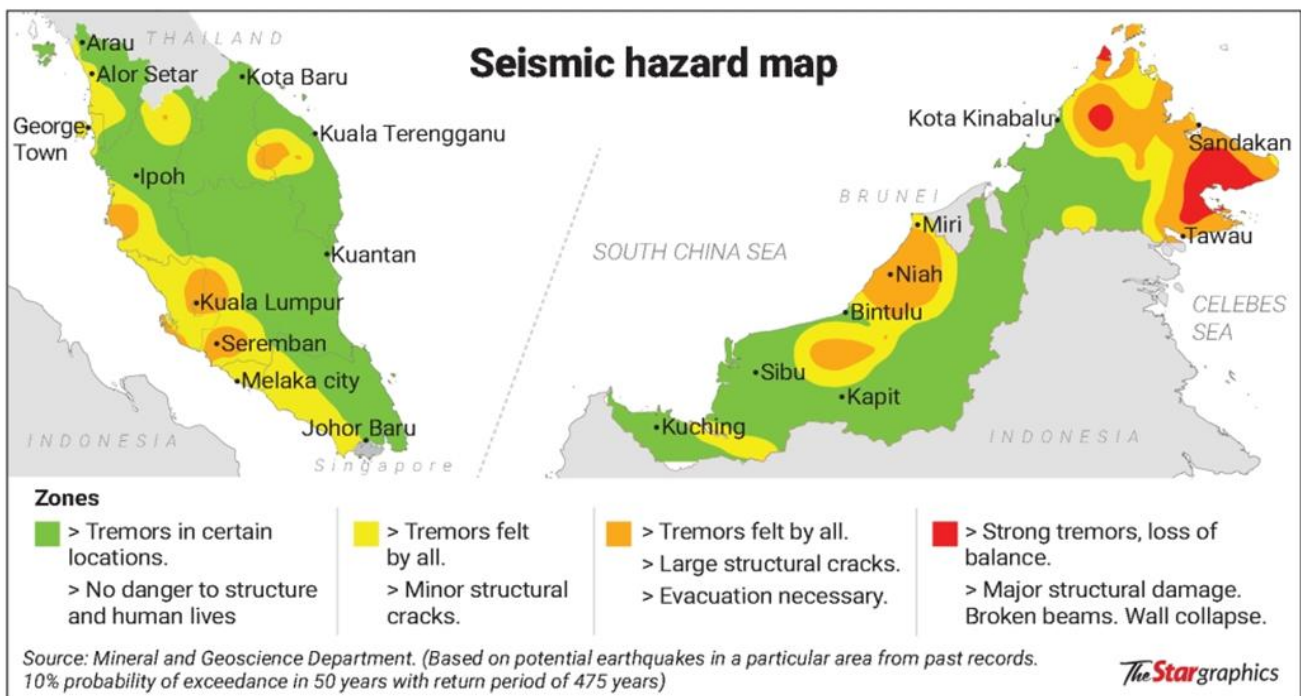 Seismic hazard map
THAILAND
Arau
Alor Setar
Kota Baru
George
Town
Kuala Terengganu
Ipoh
Kuantan
Kuala Lumpur
Seremban
Melaka city
Johor Baru
INDONESIA
Singapore
Kota Kinabalu
Sandakan
BRUNEI
Miri
SOUTH CHINA SEA
Tawau
Niah
CELEBES
SEA
Bintulu
Sibu
Kapit
Kuching
INDONESIA
Zones
> Tremors in certain
locations.
> No danger to structure
and human lives
> Tremors felt
by all.
> Minor structural
cracks.
> Tremors felt by all.
> Large structural cracks.
> Evacuation necessary.
> Strong tremors, loss of
balance.
> Major structural damage.
Broken beams. Wall collapse.
Source: Mineral and Geoscience Department. (Based on potential earthquakes in a particular area from past records.
10% probability of exceedance in 50 years with return period of 475 years)
TheStargraphics